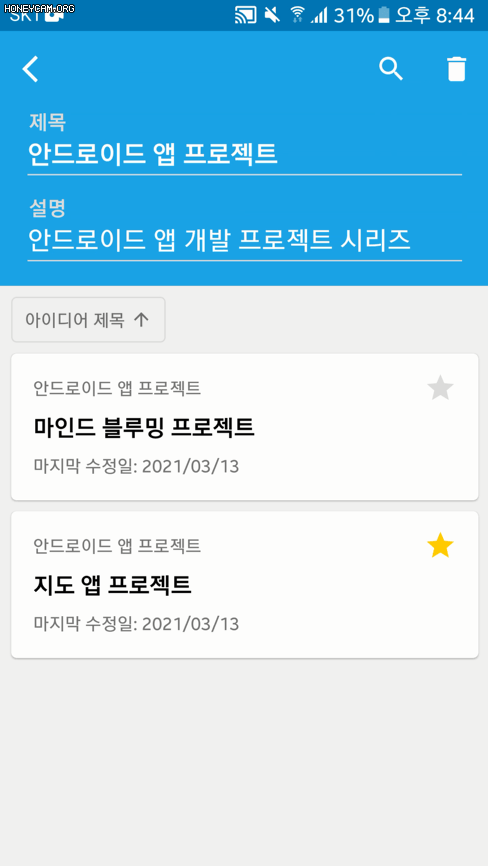 HONEYCAM.ORG
SKT 31% 오후 8:44
제목
안드로이드 앱 프로젝트
설명
안드로이드 앱 개발 프로젝트 시리즈
아이디어 제목
안드로이드 앱 프로젝트
마인드 블루밍 프로젝트
마지막 수정일: 2021/03/13
안드로이드 앱 프로젝트
지도 앱 프로젝트
마지막 수정일: 2021/03/13